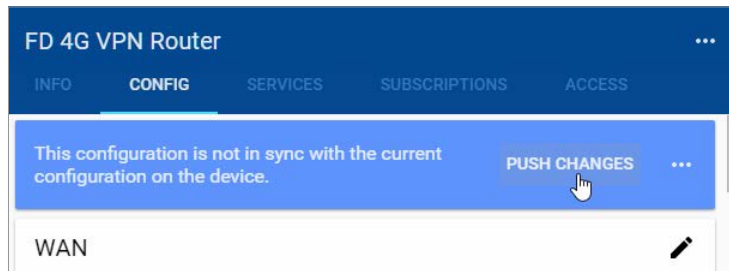 FD 4G VPN Router
INFO CONFIG SERVICES SUBSCRIPTIONS ACCESS
This configuration is not in sync with the current
configuration on the device.
PUSH CHANGES
WAN